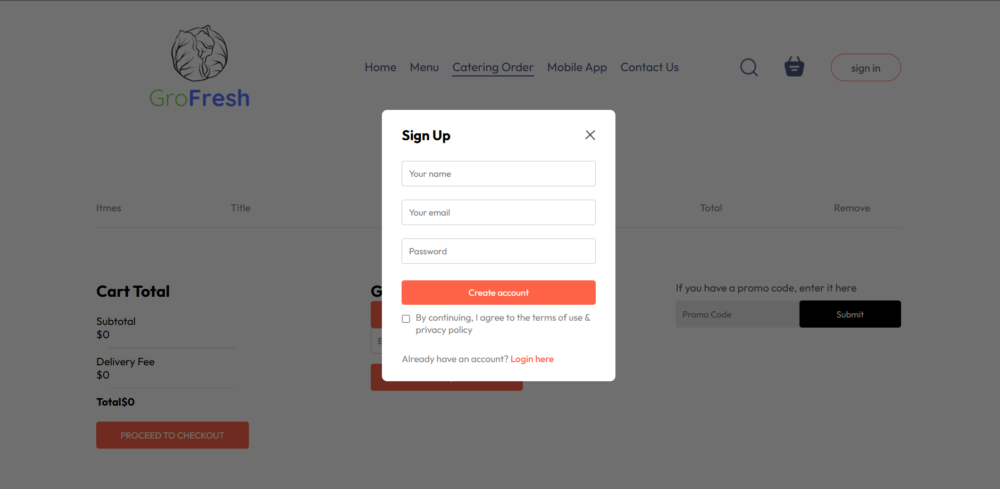 GroFresh
Home Menu Catering Order Mobile App Contact Us
sign in
Sign Up
Your name
Your email
Password
Create account
By continuing, I agree to the terms of use &
privacy policy
Already have an account? Login here
Itmes Title Total Remove
Cart Total
Subtotal
$0
Delivery Fee
$0
Total$0
PROCEED TO CHECKOUT
If you have a promo code, enter it here
Promo Code Submit